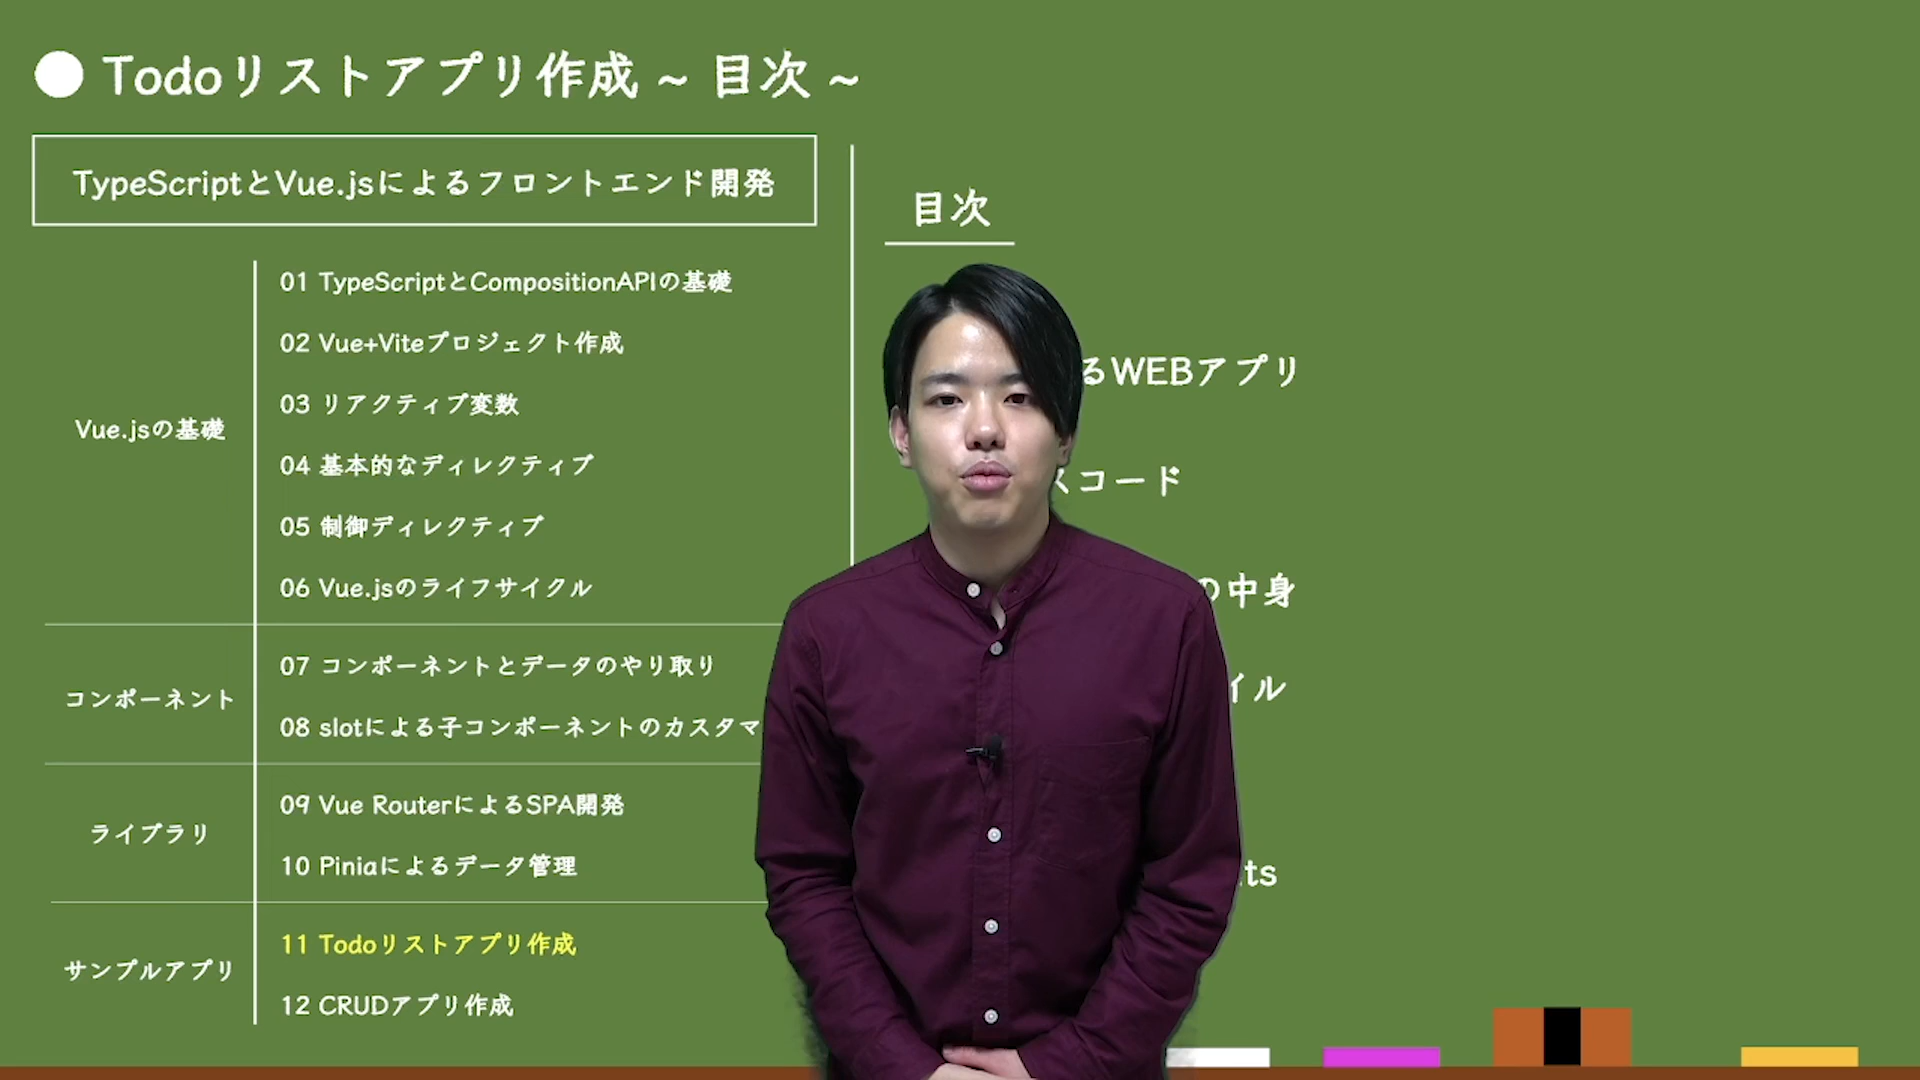 Todoリストアプリ作成 ~ 目次 ~
TypeScriptとVue.jsによるフロントエンド開発
Vue.jsの基礎
01 TypeScriptとCompositionAPIの基礎
02 Vue+Viteプロジェクト作成
03 リアクティブ変数
04 基本的なディレクティブ
05 制御ディレクティブ
06 Vue.jsのライフサイクル
コンポーネント
07 コンポーネントとデータのやり取り
08 slotによる子コンポーネントのカスタマ
ライブラリ
09 Vue RouterによるSPA開発
10 Piniaによるデータ管理
サンプルアプリ
11 Todoリストアプリ作成
12 CRUDアプリ作成
目次
るWEBアプリ
スコード
の中身
イル
ts